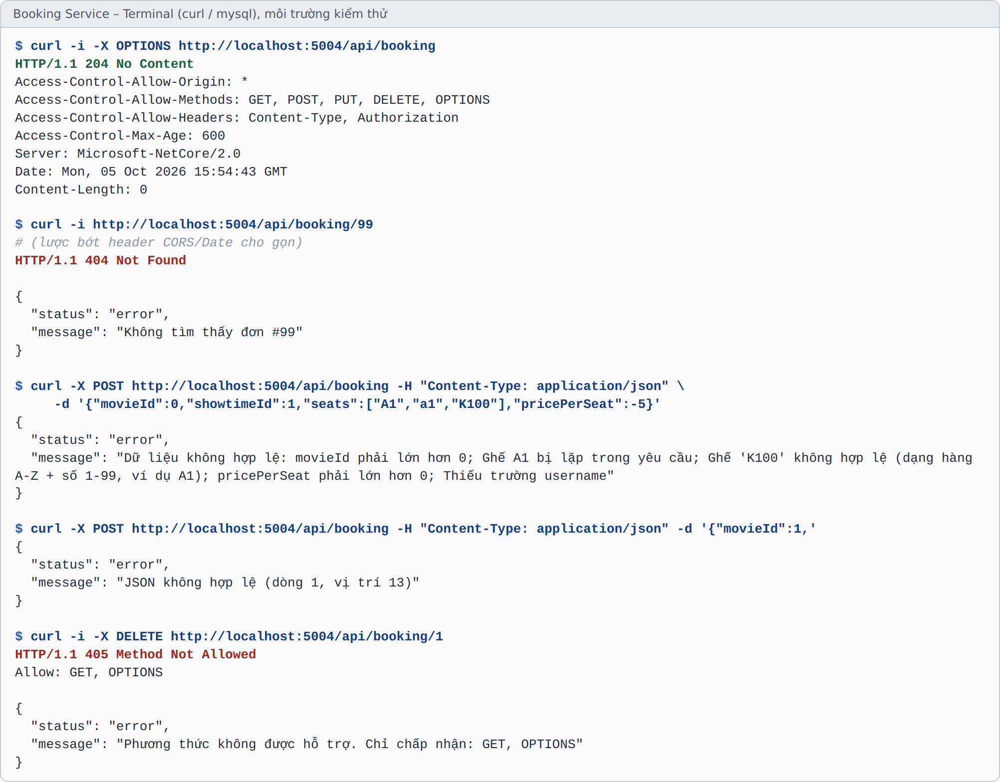 Booking Service – Terminal (curl / mysql), môi trường kiểm thử
$ curl -i -X OPTIONS http://localhost:5004/api/booking
HTTP/1.1 204 No Content
Access-Control-Allow-Origin: *
Access-Control-Allow-Methods: GET, POST, PUT, DELETE, OPTIONS
Access-Control-Allow-Headers: Content-Type, Authorization
Access-Control-Max-Age: 600
Server: Microsoft-NetCore/2.0
Date: Mon, 05 Oct 2026 15:54:43 GMT
Content-Length: 0
$ curl -i http://localhost:5004/api/booking/99
# (lược bớt header CORS/Date cho gọn)
HTTP/1.1 404 Not Found
{
  "status": "error",
  "message": "Không tìm thấy đơn #99"
}
$ curl -X POST http://localhost:5004/api/booking -H "Content-Type: application/json" \
     -d '{"movieId":0,"showtimeId":1,"seats":["A1","a1","K100"],"pricePerSeat":-5}'
{
  "status": "error",
  "message": "Dữ liệu không hợp lệ: movieId phải lớn hơn 0; Ghế A1 bị lặp trong yêu cầu; Ghế 'K100' không hợp lệ (dạng hàng
A-Z + số 1-99, ví dụ A1); pricePerSeat phải lớn hơn 0; Thiếu trường username"
}
$ curl -X POST http://localhost:5004/api/booking -H "Content-Type: application/json" -d '{"movieId":1,'
{
  "status": "error",
  "message": "JSON không hợp lệ (dòng 1, vị trí 13)"
}
$ curl -i -X DELETE http://localhost:5004/api/booking/1
HTTP/1.1 405 Method Not Allowed
Allow: GET, OPTIONS
{
  "status": "error",
  "message": "Phương thức không được hỗ trợ. Chỉ chấp nhận: GET, OPTIONS"
}